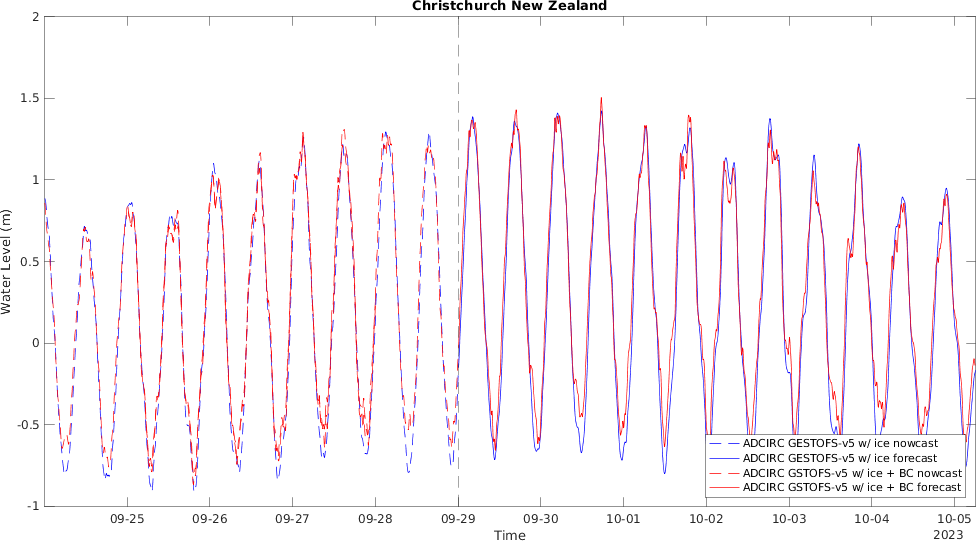 Christchurch New Zealand
2
1.5
1
0.5
0
-0.5
-1
Water Level (m)
ADCIRC GESTOFS-v5 w/ ice nowcast
ADCIRC GESTOFS-v5 w/ ice forecast
ADCIRC GSTOFS-v5 w/ ice + BC nowcast
ADCIRC GSTOFS-v5 w/ ice + BC forecast
09-25 09-26 09-27 09-28 09-29 09-30 10-01 10-02 10-03 10-04 10-05
Time
2023